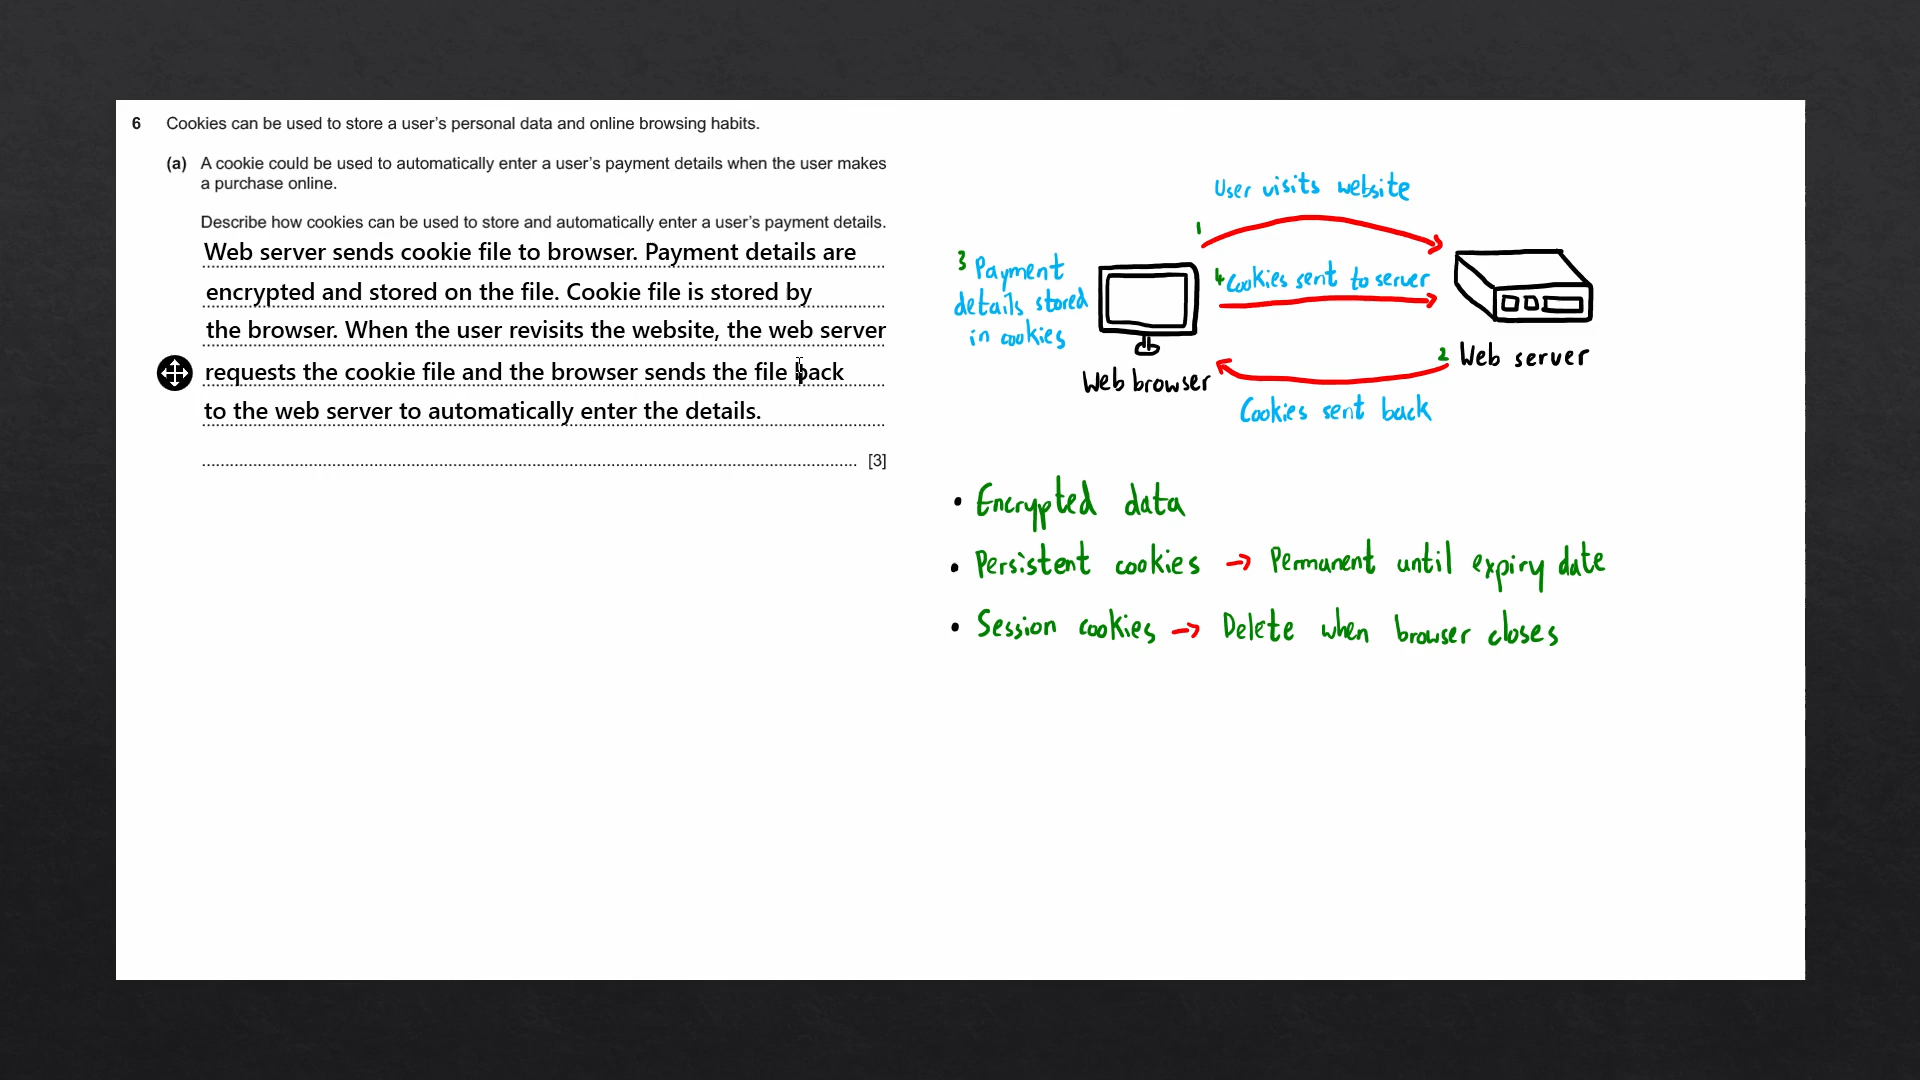 6 Cookies can be used to store a user's personal data and online browsing habits.
(a) A cookie could be used to automatically enter a user's payment details when the user makes
a purchase online.
Describe how cookies can be used to store and automatically enter a user's payment details.
Web server sends cookie file to browser. Payment details are
encrypted and stored on the file. Cookie file is stored by
the browser. When the user revisits the website, the web server
requests the cookie file and the browser sends the file back
to the web server to automatically enter the details.
[3]
User visits website
1
3 Payment
details stored
in cookies
4 Cookies sent to server
2 Web server
Web browser
Cookies sent back
• Encrypted data
• Persistent cookies → Permanent until expiry date
• Session cookies → Delete when browser closes